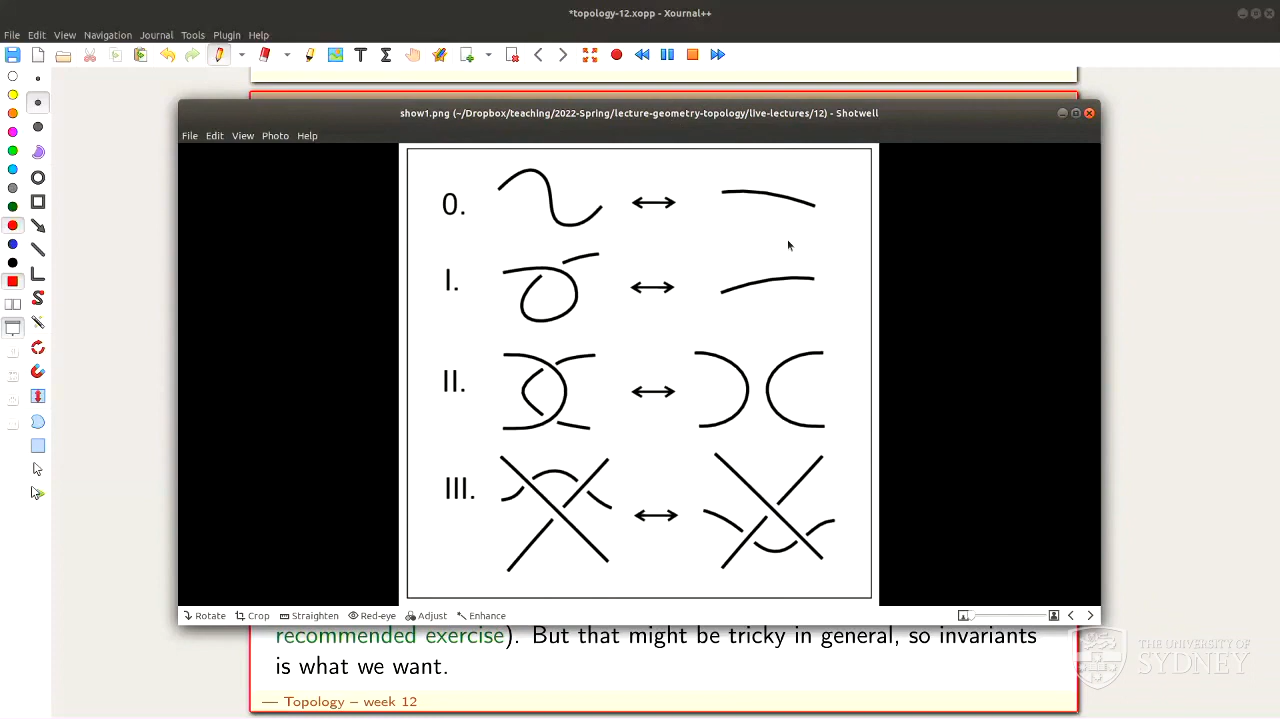 *topology-12.xopp - Xournal++
File Edit View Navigation Journal Tools Plugin Help
show1.png (~/Dropbox/teaching/2022-Spring/lecture-geometry-topology/live-lectures/12) - Shotwell
File Edit View Photo Help
0.
I.
II.
III.
Rotate Crop Straighten Red-eye Adjust Enhance
recommended exercise). But that might be tricky in general, so invariants
is what we want.
— Topology – week 12
THE UNIVERSITY OF
SYDNEY